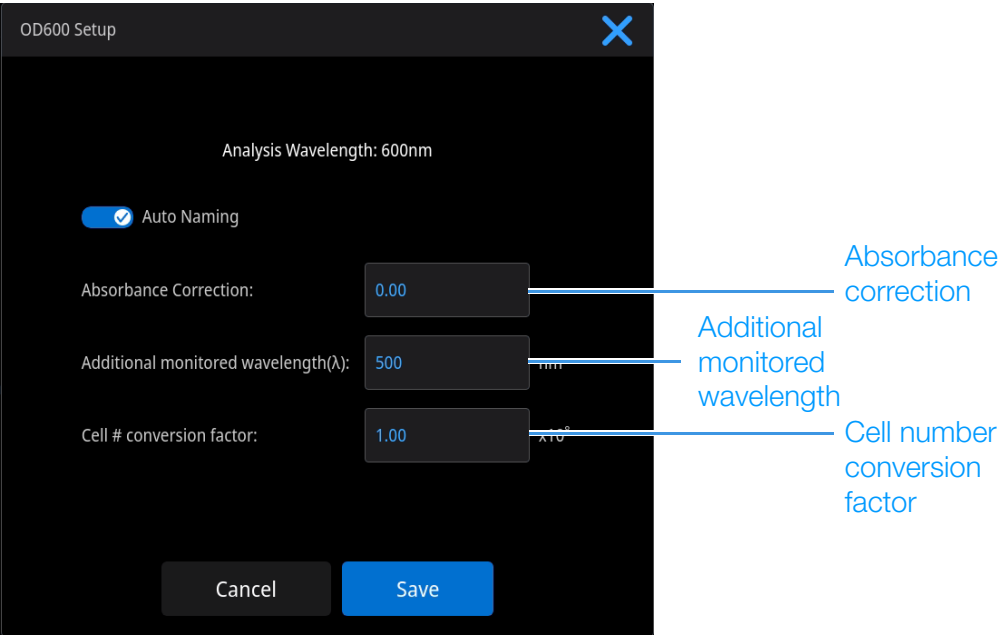 OD600 Setup
Analysis Wavelength: 600nm
Auto Naming
Absorbance Correction: 0.00
Absorbance
correction
Additional monitored wavelength(λ): 500 nm
Additional
monitored
wavelength
Cell # conversion factor: 1.00
Cell number
conversion
factor
Cancel Save